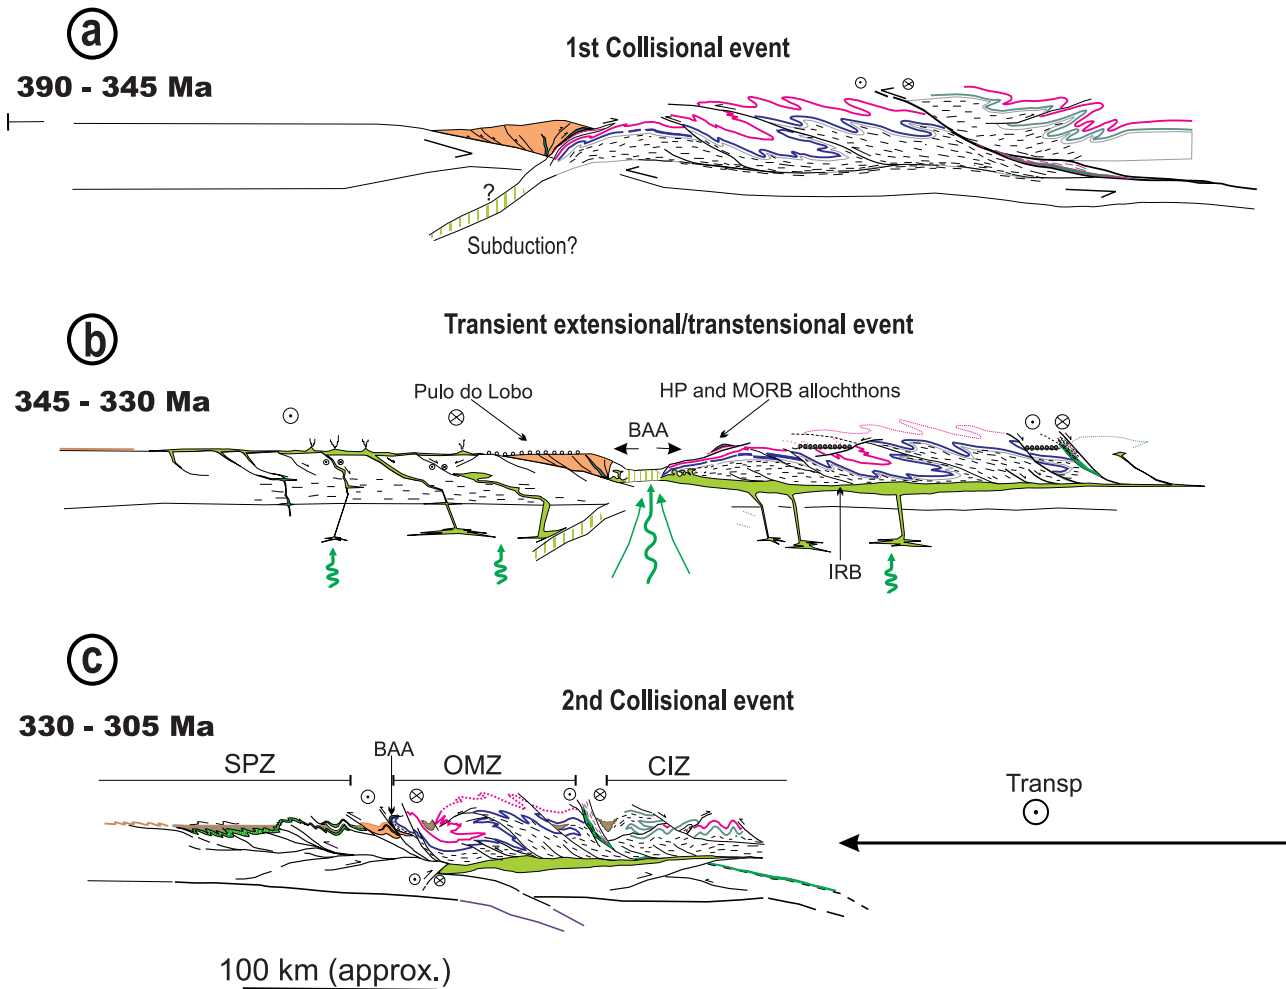 a
1st Collisional event
390 - 345 Ma
?
Subduction?
b
Transient extensional/transtensional event
345 - 330 Ma
Pulo do Lobo
HP and MORB allochthons
BAA
IRB
c
330 - 305 Ma
2nd Collisional event
BAA
SPZ
OMZ
CIZ
Transp
100 km (approx.)